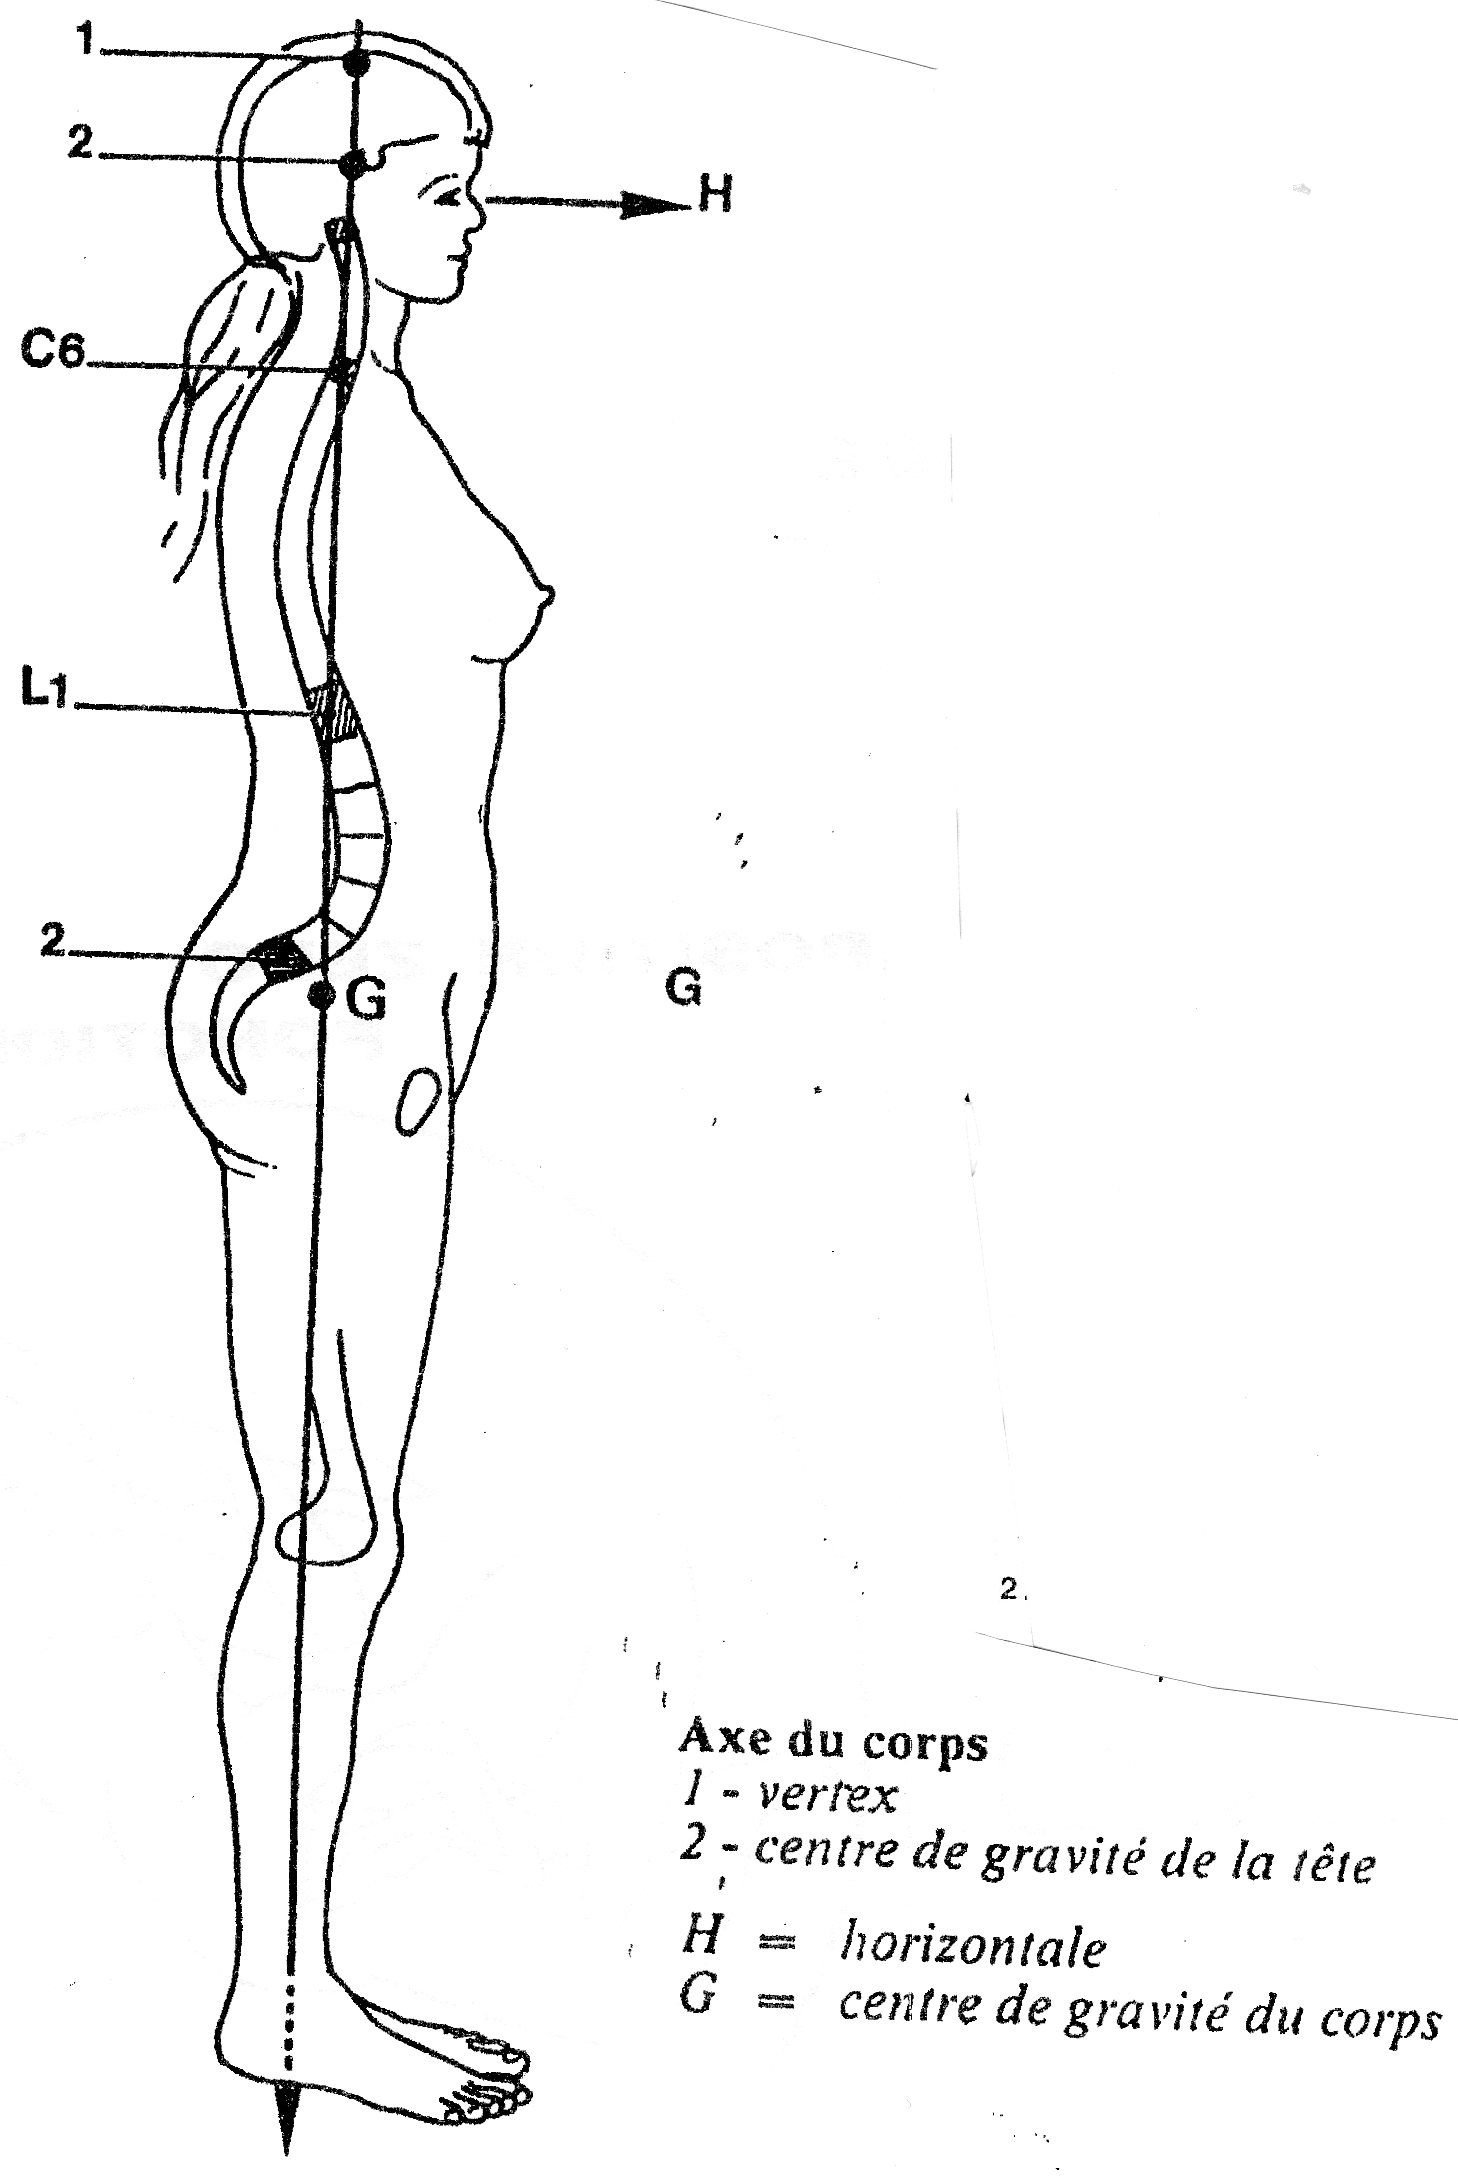 1
2
H
C6
L1
2
G
G
2.
Axe du corps
1 - vertex
2 - centre de gravité de la tête
H = horizontale
G = centre de gravité du corps